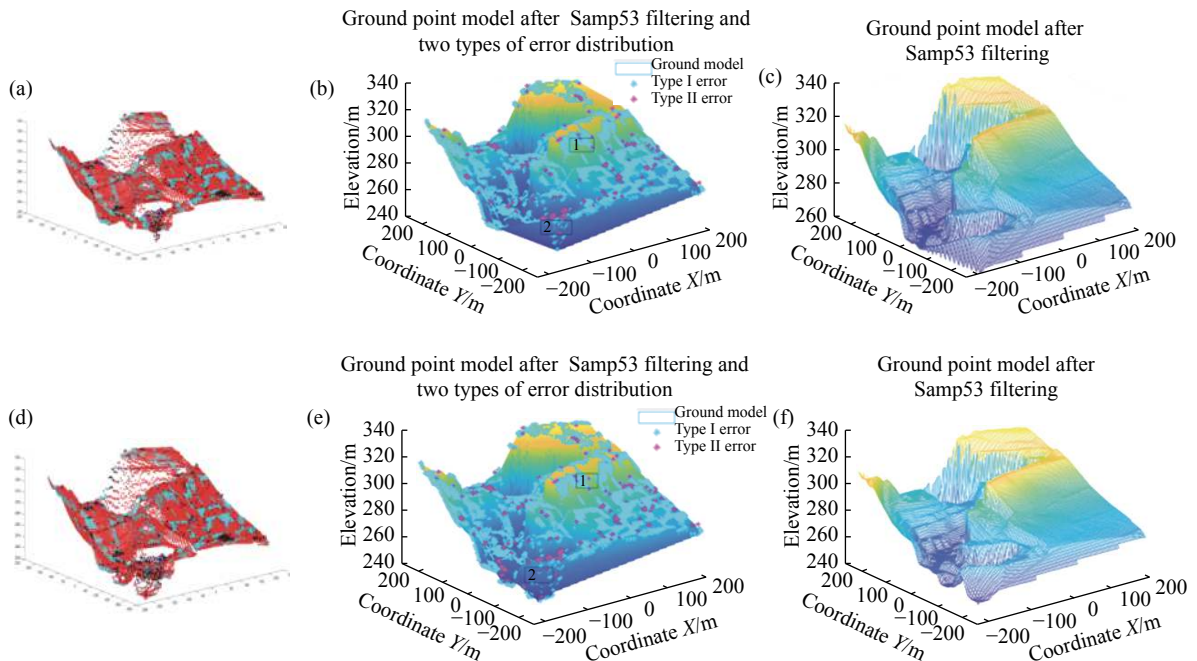 (a)
Ground point model after Samp53 filtering and
two types of error distribution
(b)
Ground model
Type I error
Type II error
340
320
300
280
260
240
Elevation/m
1
2
200
100
0
−100
−200
Coordinate Y/m
−200
−100
0
100
200
Coordinate X/m
Ground point model after
Samp53 filtering
(c)
340
320
300
280
260
Elevation/m
200
100
0
−100
−200
Coordinate Y/m
−200
−100
0
100
200
Coordinate X/m
(d)
Ground point model after Samp53 filtering and
two types of error distribution
(e)
Ground model
Type I error
Type II error
340
320
300
280
260
240
Elevation/m
1
2
200
100
0
−100
−200
Coordinate Y/m
−200
−100
0
100
200
Coordinate X/m
Ground point model after
Samp53 filtering
(f)
340
320
300
280
260
240
Elevation/m
200
100
0
−100
−200
Coordinate Y/m
−200
−100
0
100
200
Coordinate X/m